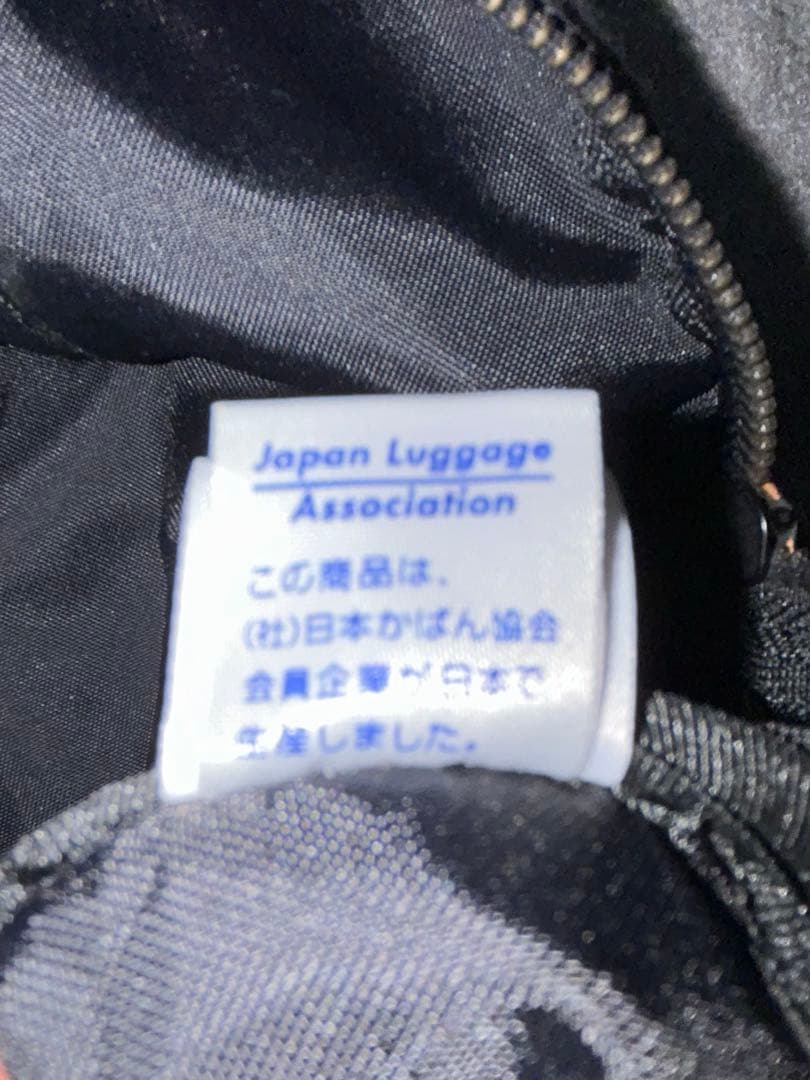 Japan Luggage
Association
この商品は、
(社)日本かばん協会
会員企業が日本で
生産しました。